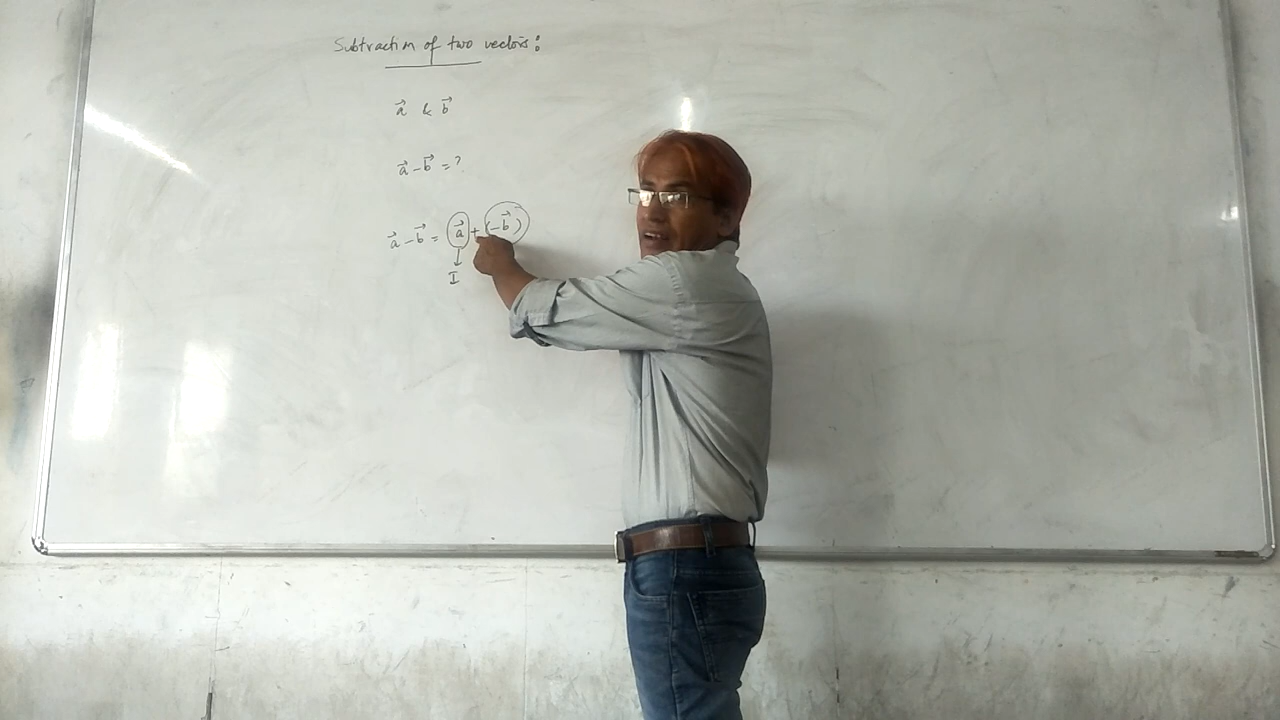 Subtraction of two vectors:
a⃗ & b⃗
a⃗ - b⃗ = ?
a⃗ - b⃗ = a⃗ + (-b⃗)
↓
I